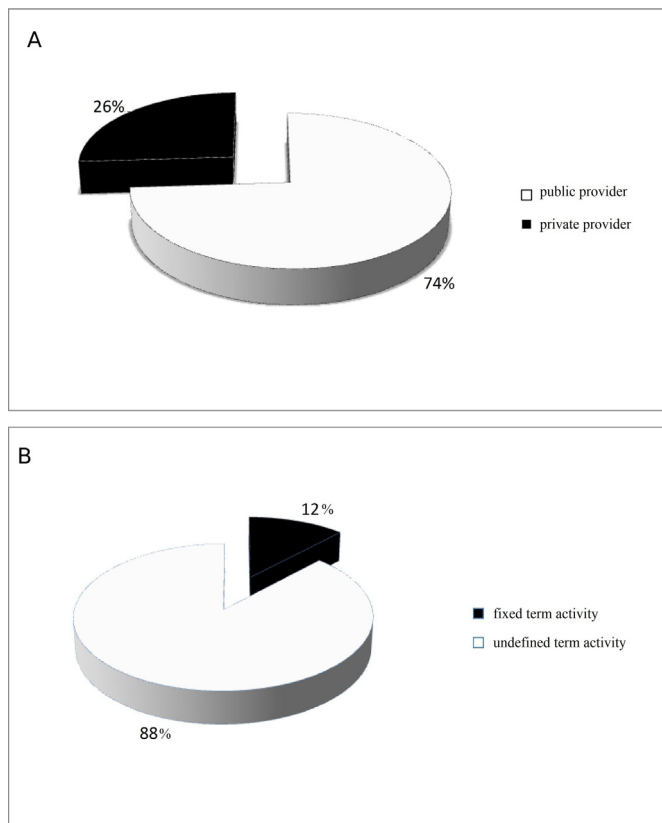 A
26%
74%
public provider
private provider
B
12%
88%
fixed term activity
undefined term activity